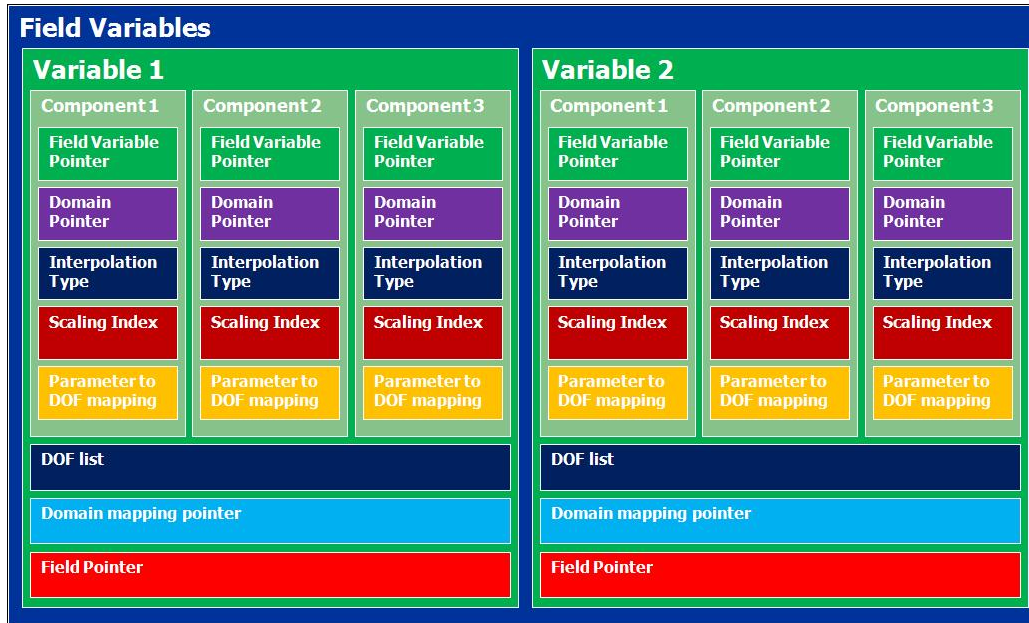 Field Variables
Variable 1
Component 1
Field Variable
Pointer
Domain
Pointer
Interpolation
Type
Scaling Index
Parameter to
DOF mapping
Component 2
Field Variable
Pointer
Domain
Pointer
Interpolation
Type
Scaling Index
Parameter to
DOF mapping
Component 3
Field Variable
Pointer
Domain
Pointer
Interpolation
Type
Scaling Index
Parameter to
DOF mapping
DOF list
Domain mapping pointer
Field Pointer
Variable 2
Component 1
Field Variable
Pointer
Domain
Pointer
Interpolation
Type
Scaling Index
Parameter to
DOF mapping
Component 2
Field Variable
Pointer
Domain
Pointer
Interpolation
Type
Scaling Index
Parameter to
DOF mapping
Component 3
Field Variable
Pointer
Domain
Pointer
Interpolation
Type
Scaling Index
Parameter to
DOF mapping
DOF list
Domain mapping pointer
Field Pointer